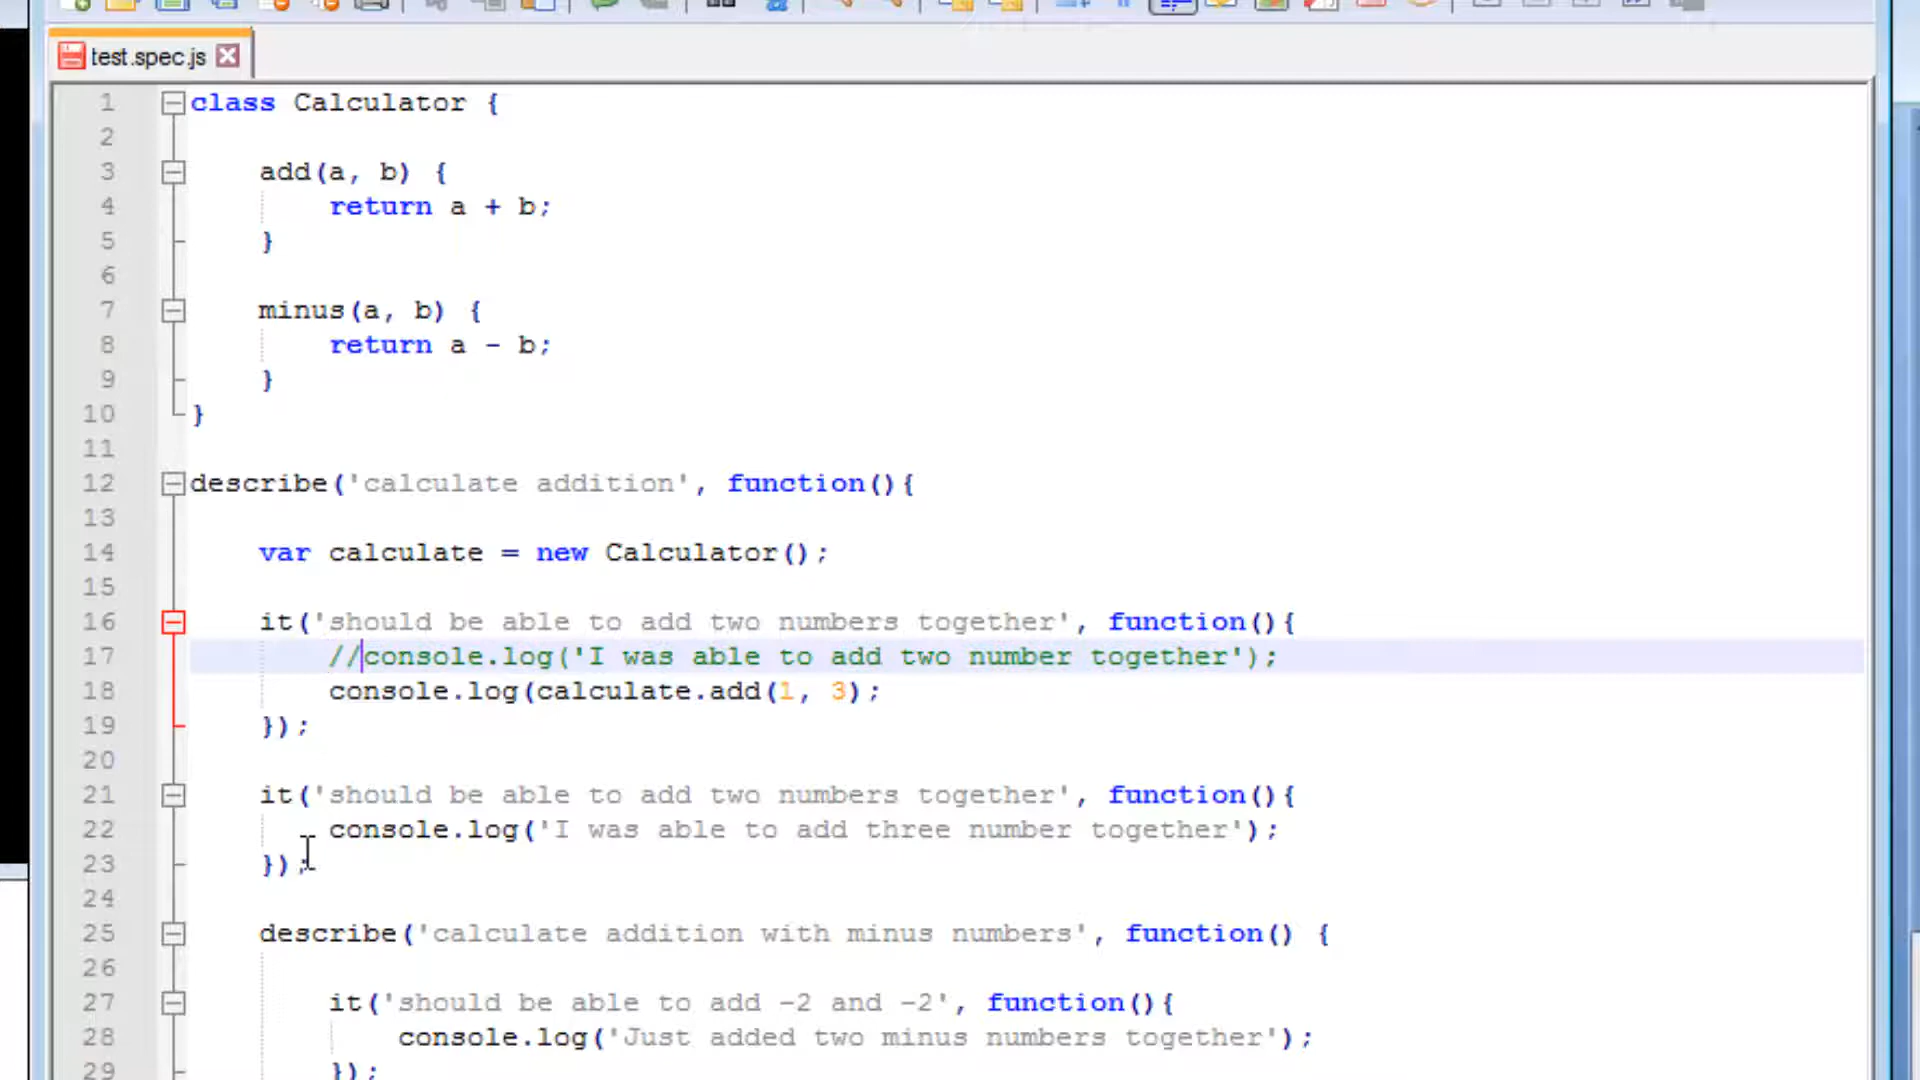 test.spec.js
1 class Calculator {
2
3 add(a, b) {
4 return a + b;
5 }
6
7 minus(a, b) {
8 return a - b;
9 }
10 }
11
12 describe('calculate addition', function(){
13
14 var calculate = new Calculator();
15
16 it('should be able to add two numbers together', function(){
17 //console.log('I was able to add two number together');
18 console.log(calculate.add(1, 3);
19 });
20
21 it('should be able to add two numbers together', function(){
22 console.log('I was able to add three number together');
23 });
24
25 describe('calculate addition with minus numbers', function() {
26
27 it('should be able to add -2 and -2', function(){
28 console.log('Just added two minus numbers together');
29 });